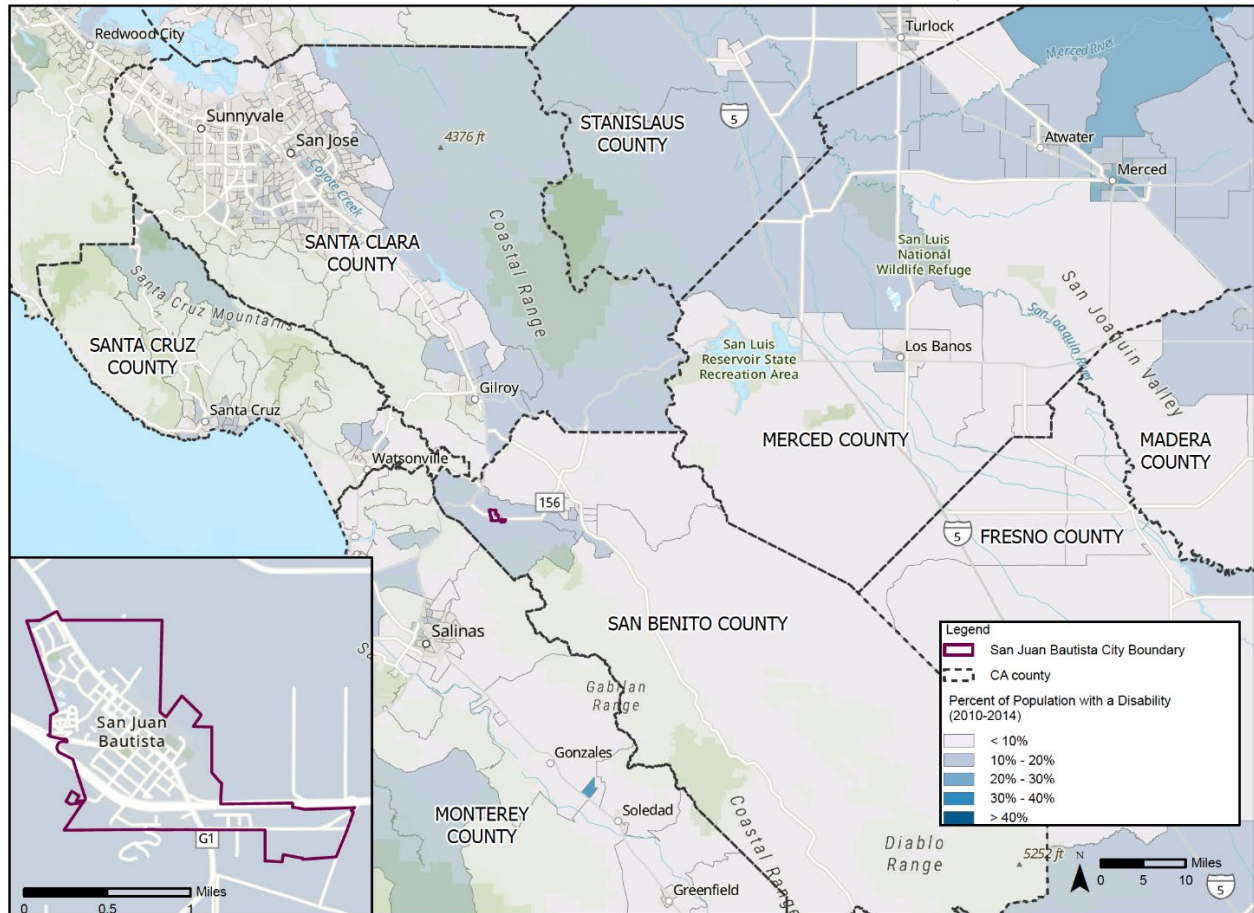 Redwood City
Turlock
Merced River
Sunnyvale
San Jose
4376 ft
STANISLAUS
COUNTY
5
Atwater
Merced
Coyote Creek
SANTA CLARA
COUNTY
Coastal Range
San Luis
National
Wildlife Refuge
Santa Cruz Mountains
San Joaquin River
San Joaquin Valley
SANTA CRUZ
COUNTY
San Luis
Reservoir State
Recreation Area
Los Banos
Gilroy
Santa Cruz
MERCED COUNTY
MADERA
COUNTY
Watsonville
156
5
FRESNO COUNTY
SAN BENITO COUNTY
Salinas
Gabilan
Range
Gonzales
Soledad
MONTEREY
COUNTY
Greenfield
Coastal Range
Diablo
Range
5252 ft
San Juan
Bautista
G1
0 0.5 1 Miles
Legend
San Juan Bautista City Boundary
CA county
Percent of Population with a Disability
(2010-2014)
< 10%
10% - 20%
20% - 30%
30% - 40%
> 40%
N
Miles
0 5 10
5